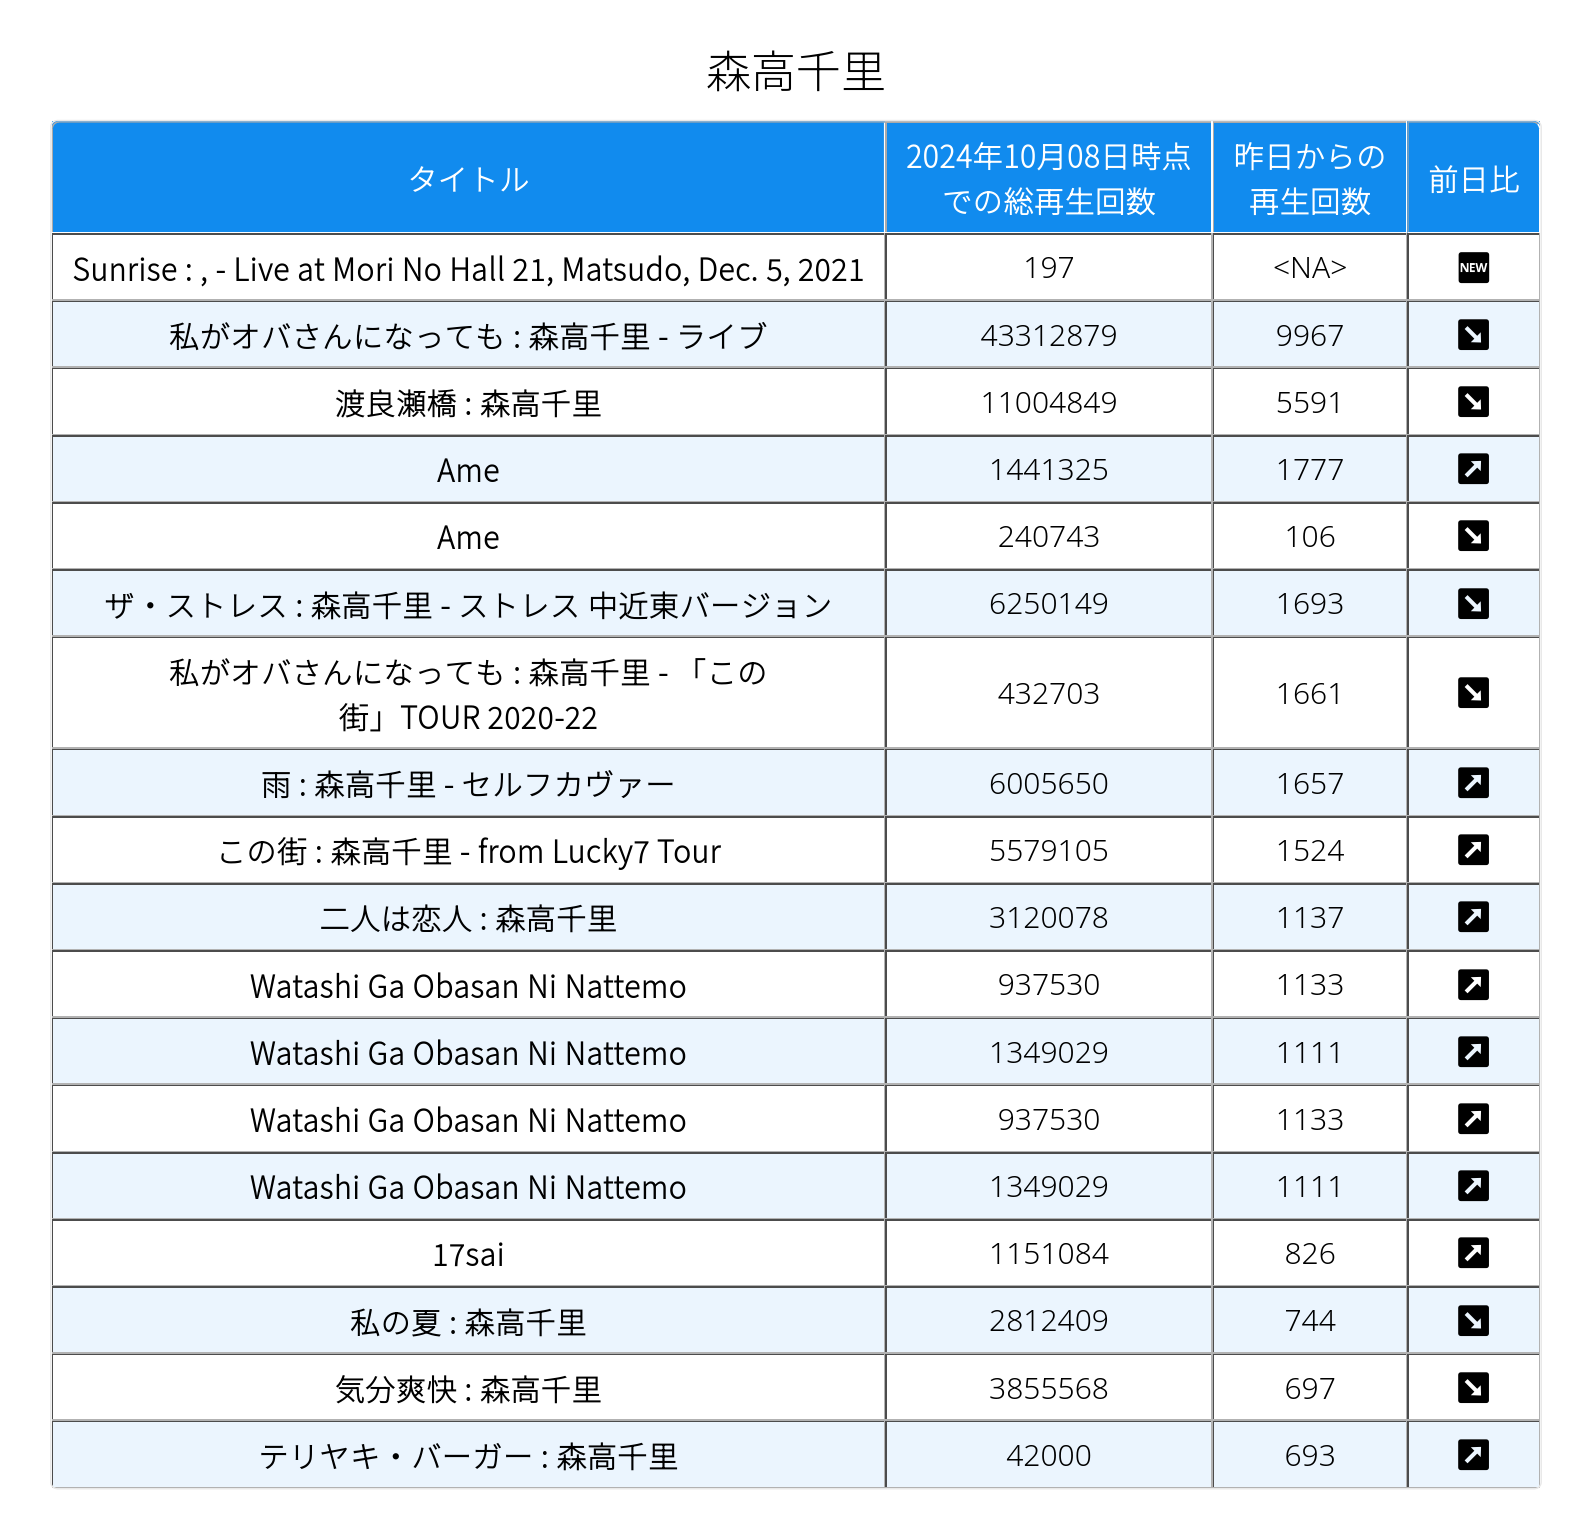 森高千里
タイトル
2024年10月08日時点
での総再生回数
昨日からの
再生回数
前日比
Sunrise : , - Live at Mori No Hall 21, Matsudo, Dec. 5, 2021 197 <NA> NEW
私がオバさんになっても : 森高千里 - ライブ 43312879 9967
渡良瀬橋 : 森高千里 11004849 5591
Ame 1441325 1777
Ame 240743 106
ザ・ストレス : 森高千里 - ストレス 中近東バージョン 6250149 1693
私がオバさんになっても : 森高千里 - 「この
街」TOUR 2020-22 432703 1661
雨 : 森高千里 - セルフカヴァー 6005650 1657
この街 : 森高千里 - from Lucky7 Tour 5579105 1524
二人は恋人 : 森高千里 3120078 1137
Watashi Ga Obasan Ni Nattemo 937530 1133
Watashi Ga Obasan Ni Nattemo 1349029 1111
Watashi Ga Obasan Ni Nattemo 937530 1133
Watashi Ga Obasan Ni Nattemo 1349029 1111
17sai 1151084 826
私の夏 : 森高千里 2812409 744
気分爽快 : 森高千里 3855568 697
テリヤキ・バーガー : 森高千里 42000 693